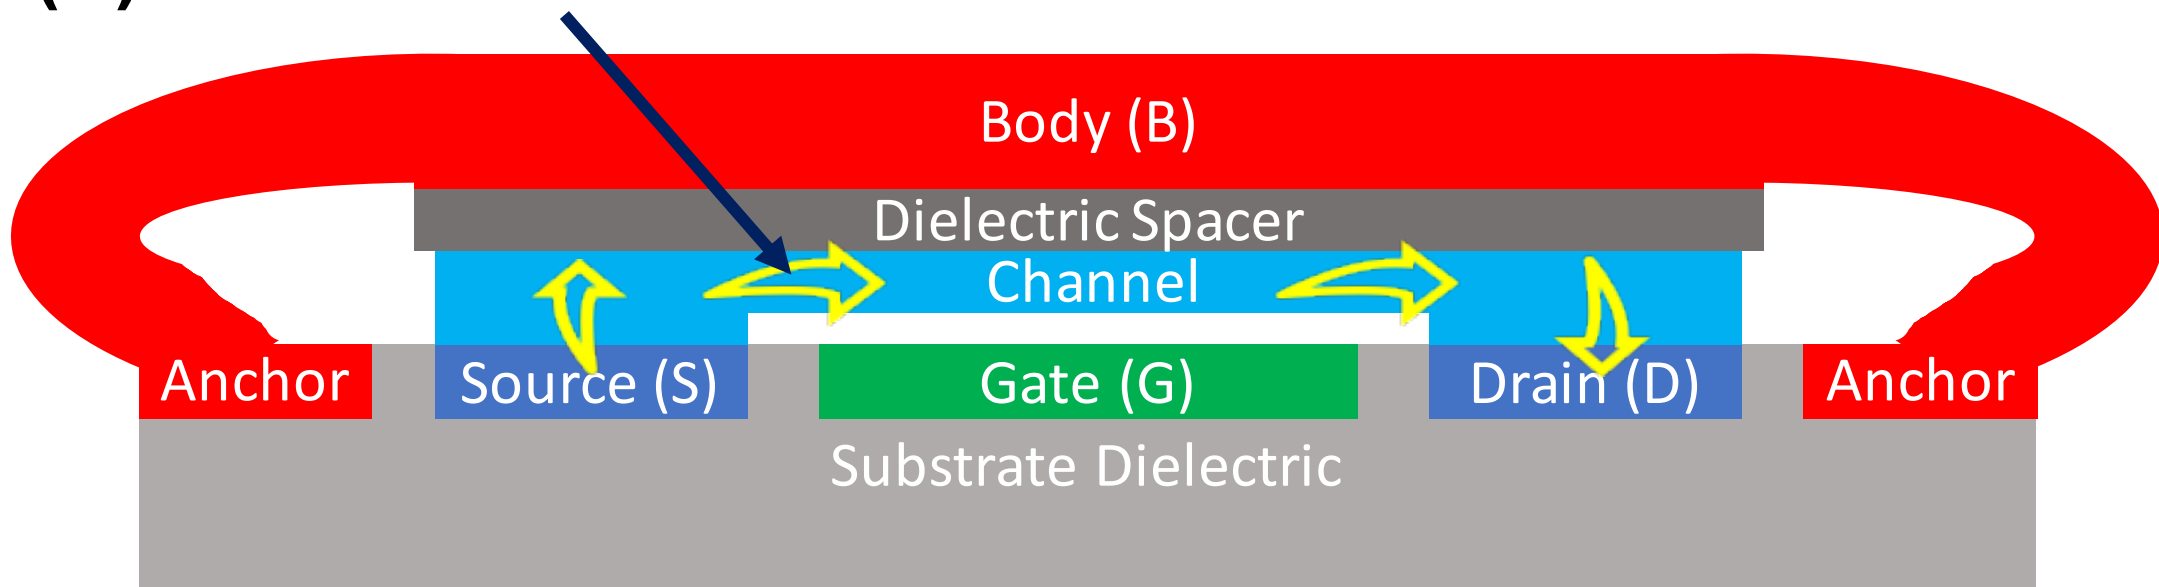 Body (B)
Dielectric Spacer
Channel
Anchor
Source (S)
Gate (G)
Drain (D)
Anchor
Substrate Dielectric